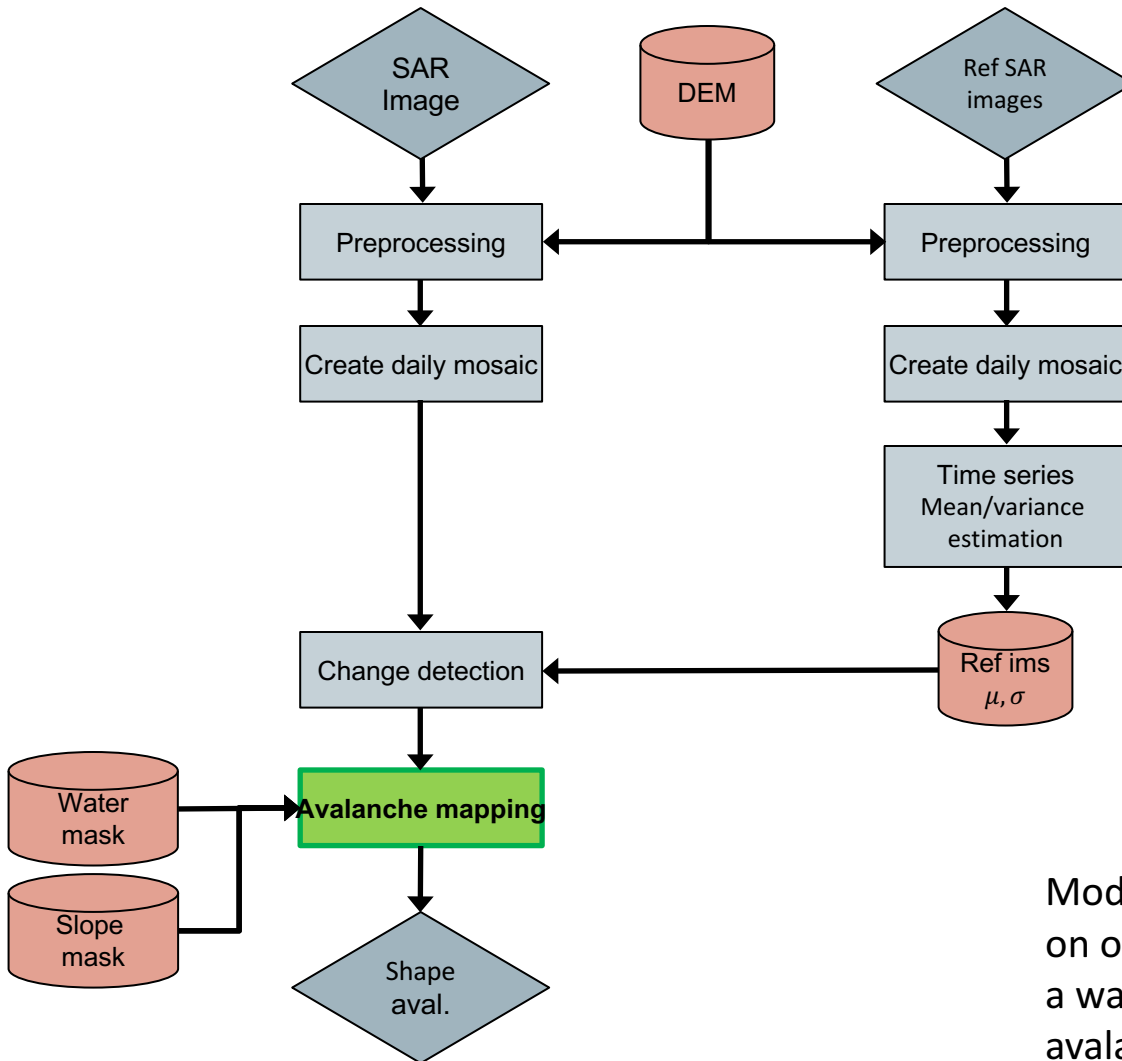 SAR
Image
DEM
Ref SAR
images
Preprocessing
Preprocessing
Create daily mosaic
Create daily mosaic
Time series
Mean/variance
estimation
Change detection
Ref ims
μ, σ
Water
mask
Avalanche mapping
Slope
mask
Shape
aval.
Mod
on o
a wa
avala